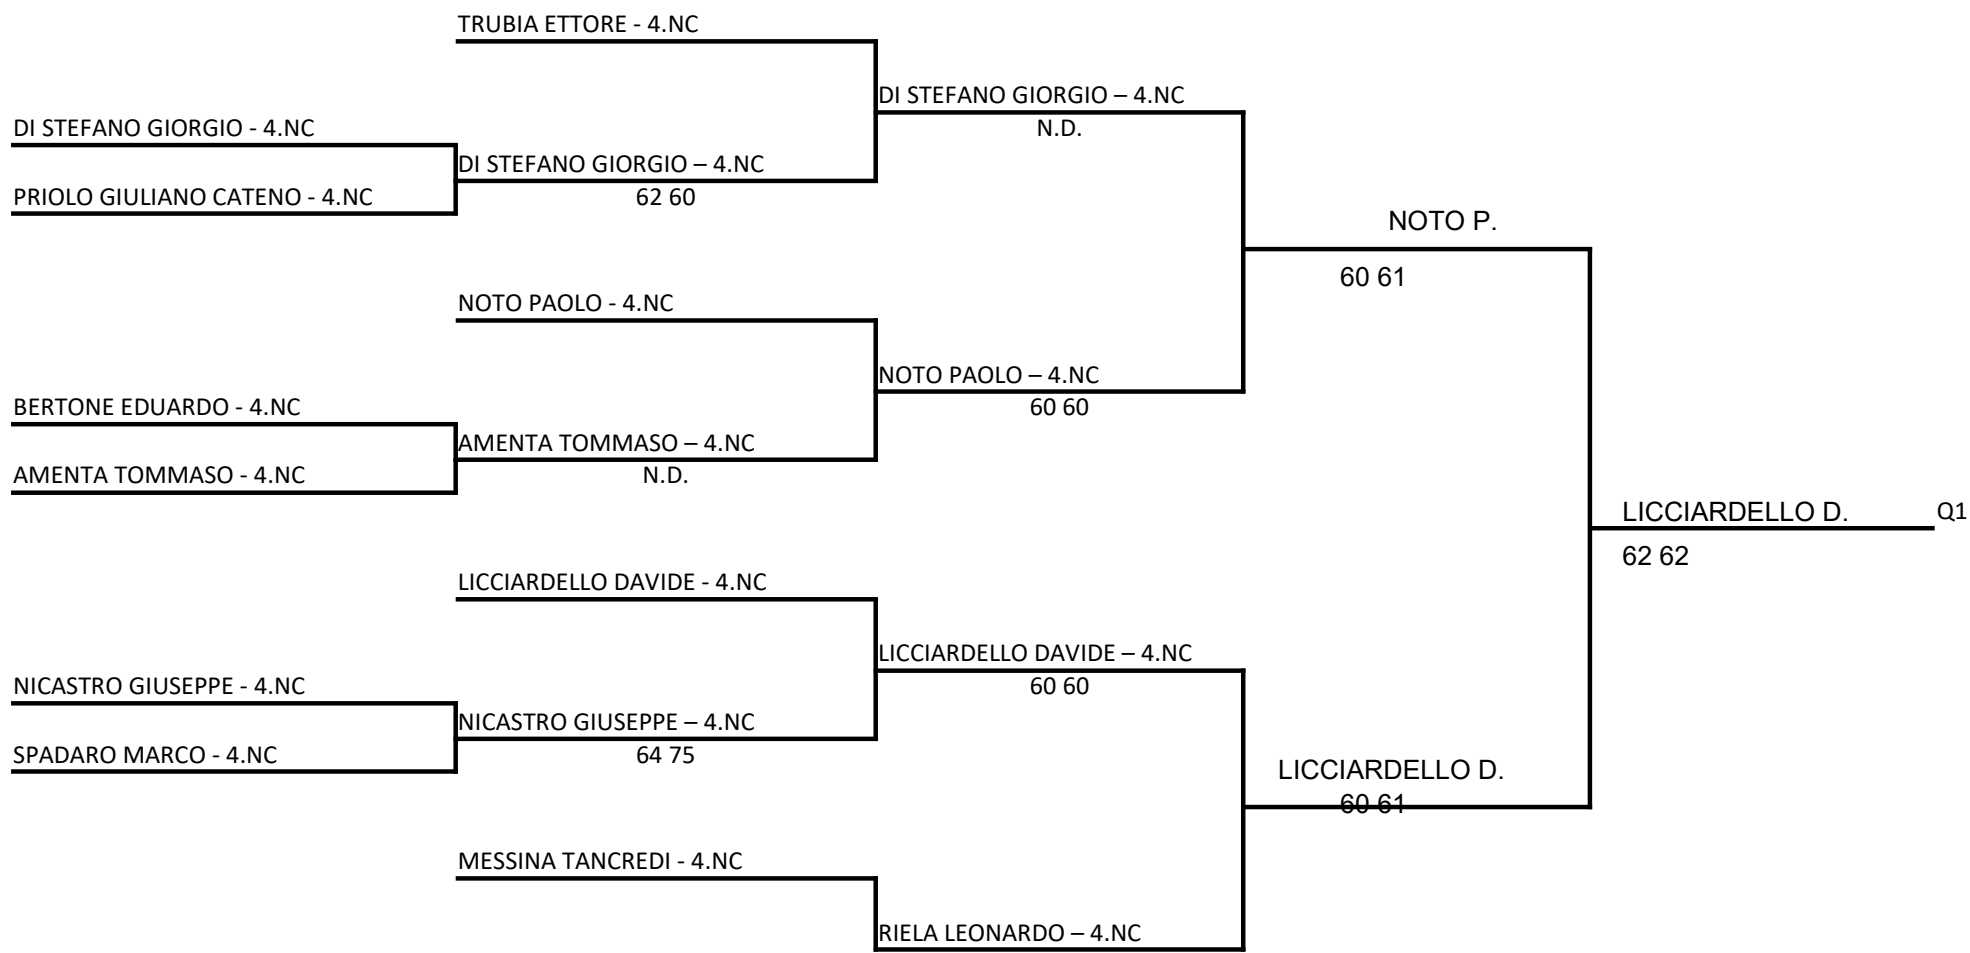 TRUBIA ETTORE - 4.NC
DI STEFANO GIORGIO – 4.NC
N.D.
DI STEFANO GIORGIO - 4.NC
DI STEFANO GIORGIO – 4.NC
62 60
PRIOLO GIULIANO CATENO - 4.NC
NOTO P.
60 61
NOTO PAOLO - 4.NC
NOTO PAOLO – 4.NC
60 60
BERTONE EDUARDO - 4.NC
AMENTA TOMMASO – 4.NC
N.D.
AMENTA TOMMASO - 4.NC
LICCIARDELLO D.
Q1
62 62
LICCIARDELLO DAVIDE - 4.NC
LICCIARDELLO DAVIDE – 4.NC
60 60
NICASTRO GIUSEPPE - 4.NC
NICASTRO GIUSEPPE – 4.NC
64 75
SPADARO MARCO - 4.NC
LICCIARDELLO D.
60 61
MESSINA TANCREDI - 4.NC
RIELA LEONARDO – 4.NC